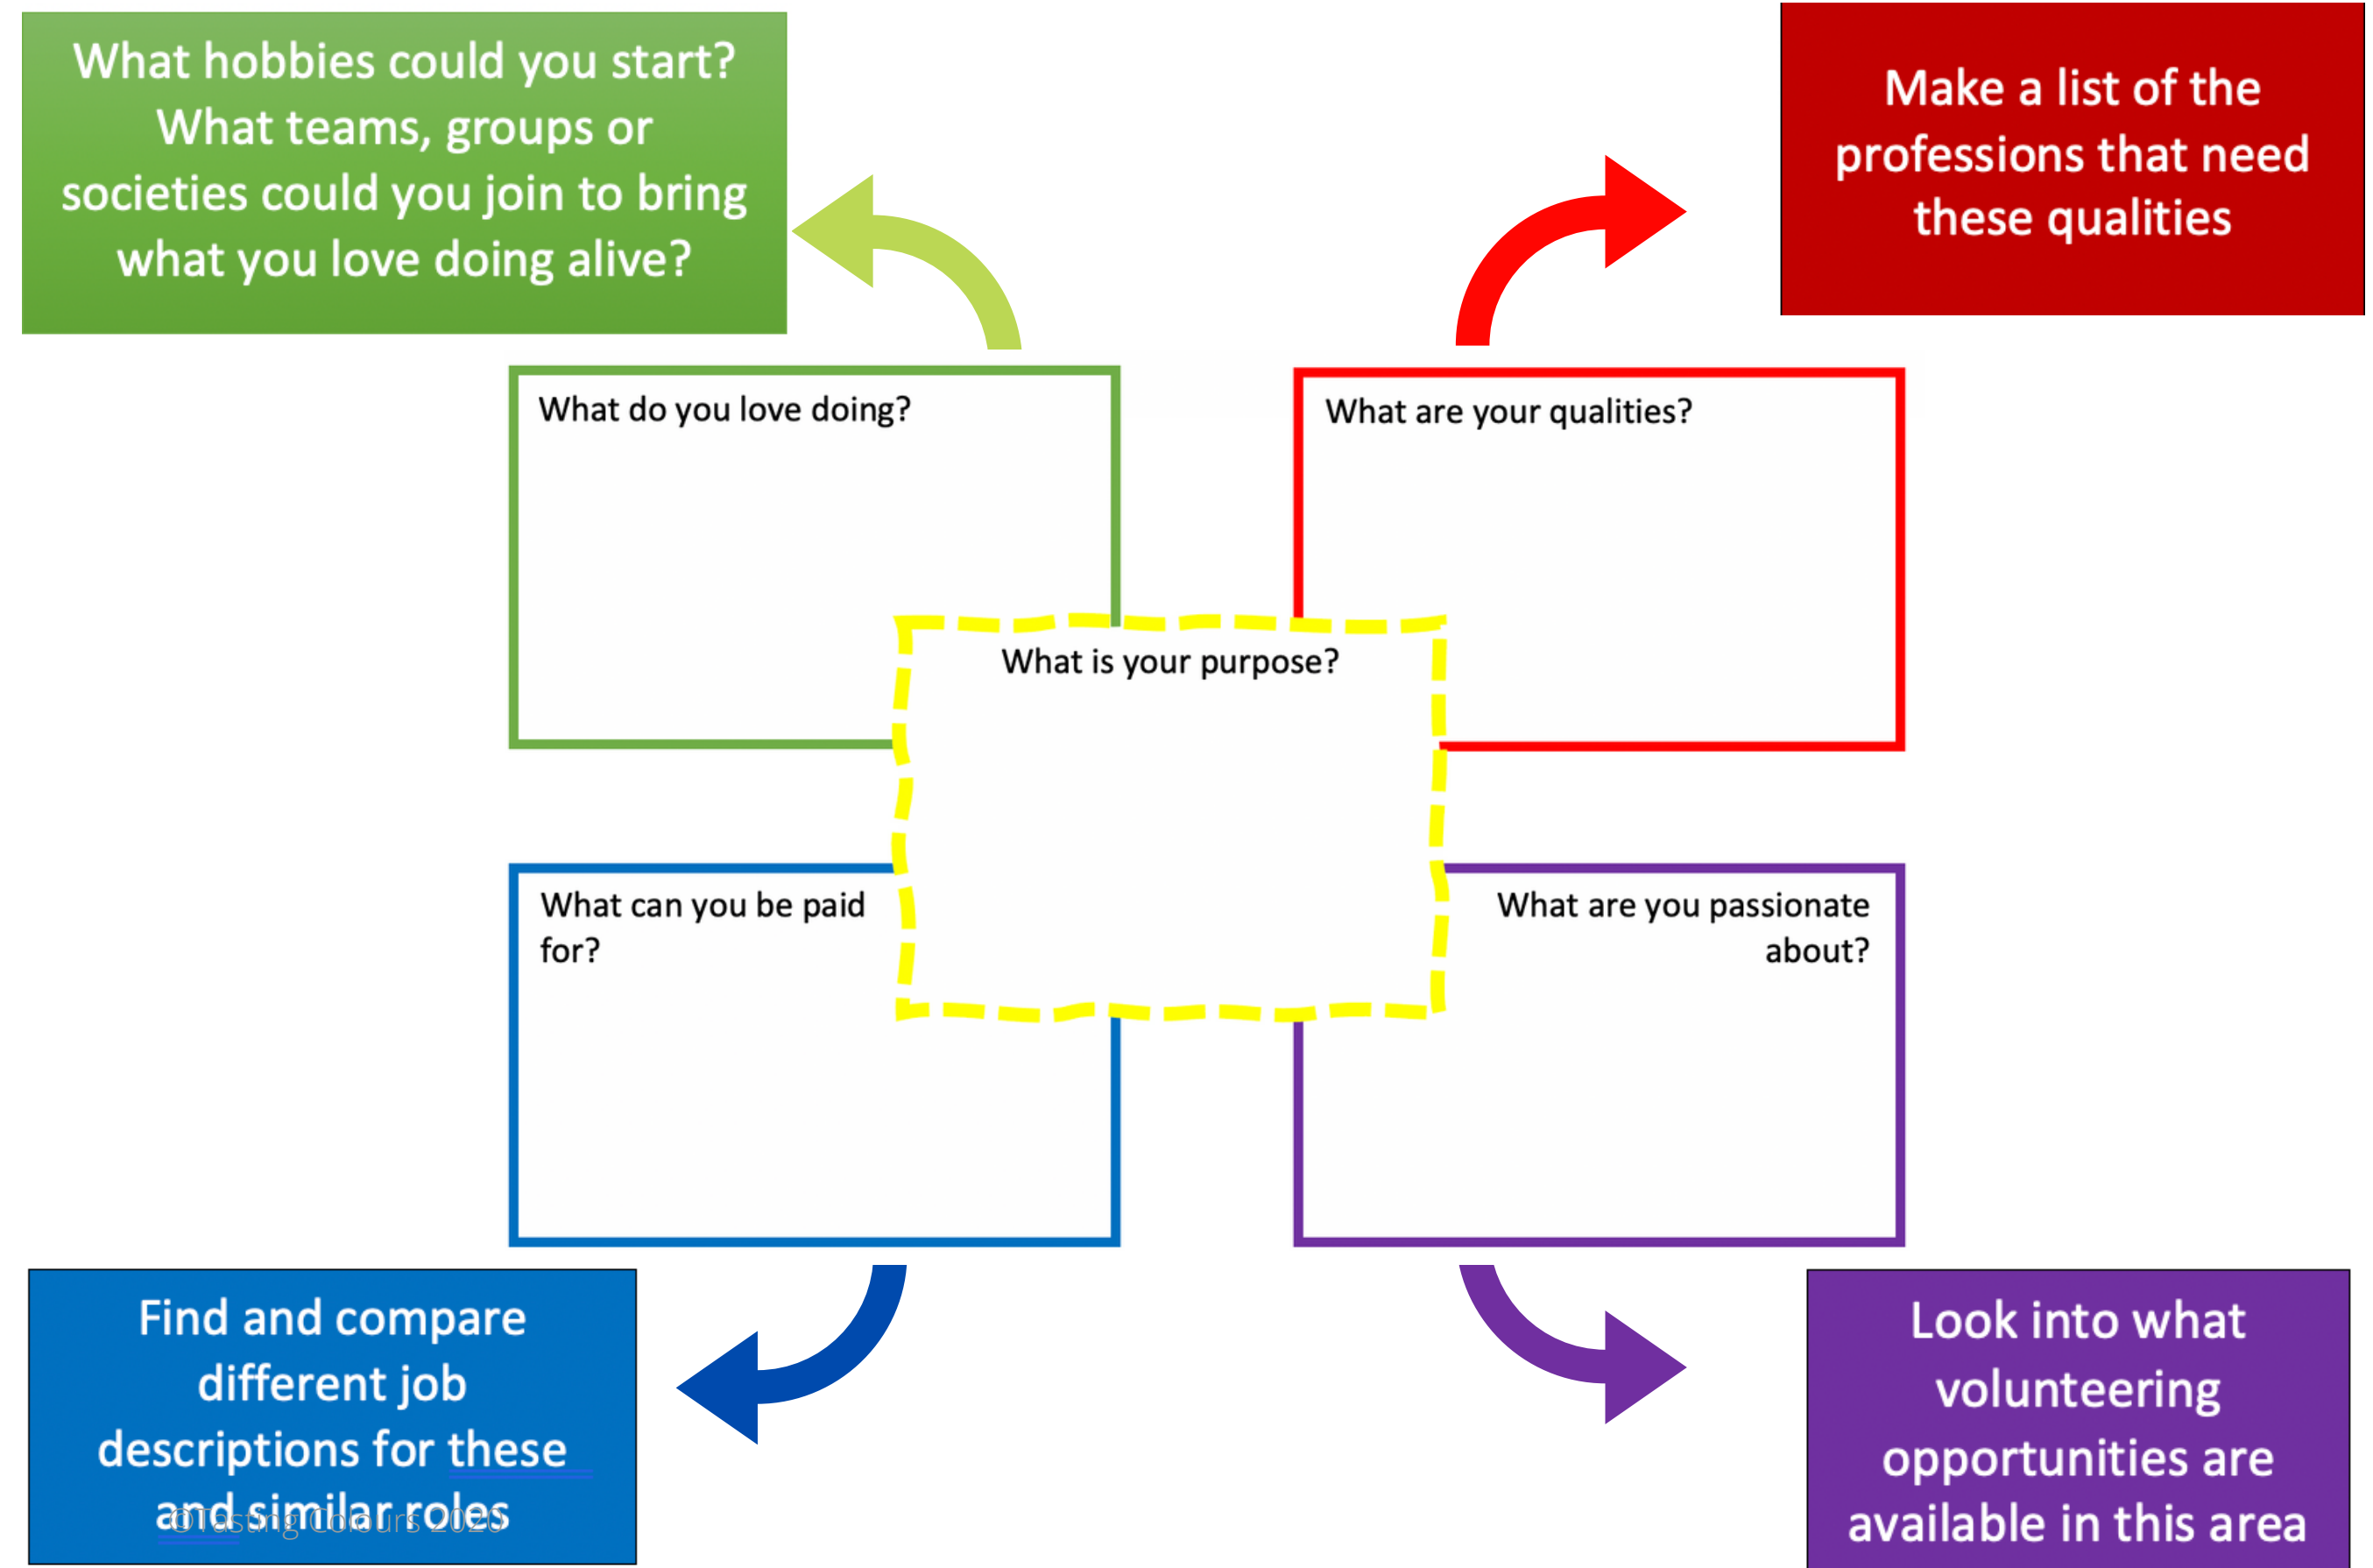 What hobbies could you start?
What teams, groups or
societies could you join to bring
what you love doing alive?
Make a list of the
professions that need
these qualities
What do you love doing?
What are your qualities?
What is your purpose?
What can you be paid
for?
What are you passionate
about?
Find and compare
different job
descriptions for these
and similar roles
©Tasting Colours 2020
Look into what
volunteering
opportunities are
available in this area